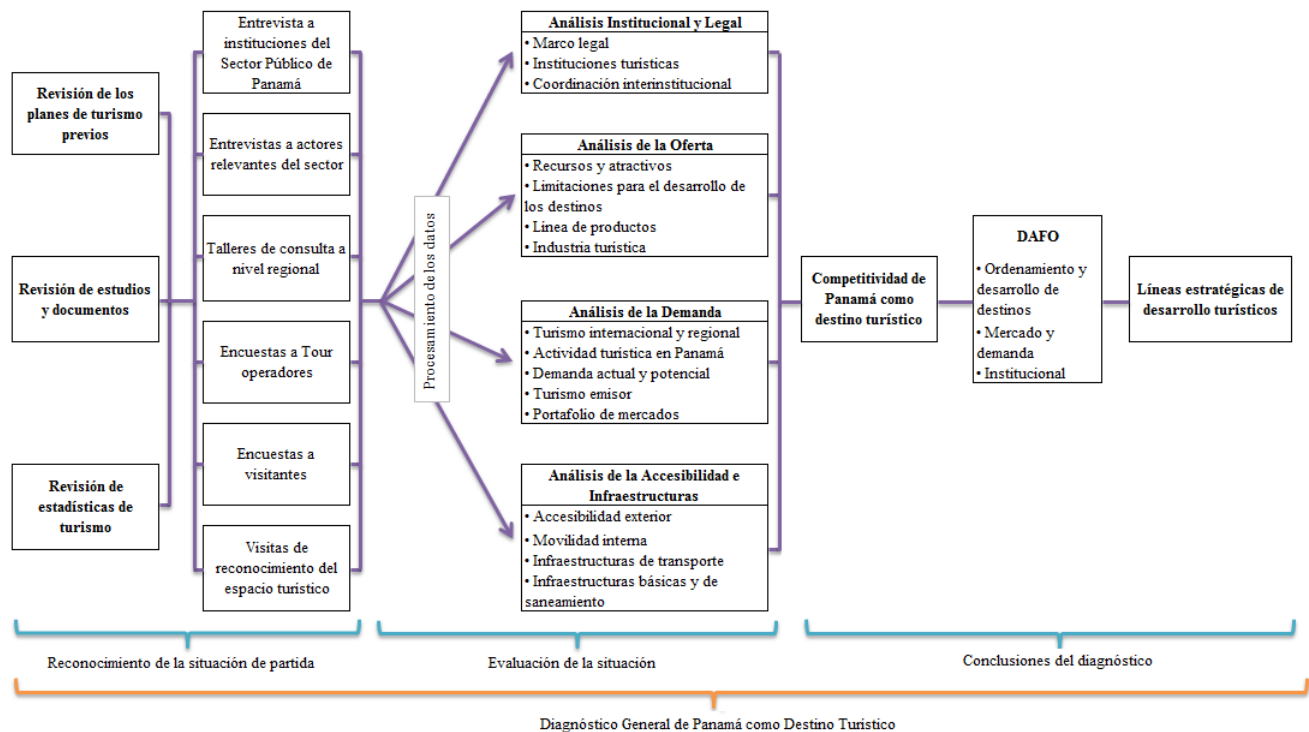 Revisión de los
planes de turismo
previos
Revisión de estudios
y documentos
Revisión de
estadísticas de
turismo
Entrevista a
instituciones del
Sector Público de
Panamá
Entrevistas a actores
relevantes del sector
Talleres de consulta a
nivel regional
Encuestas a Tour
operadores
Encuestas a
visitantes
Visitas de
reconocimiento del
espacio turístico
Procesamiento de los datos
Análisis Institucional y Legal
• Marco legal
• Instituciones turísticas
• Coordinación interinstitucional
Análisis de la Oferta
• Recursos y atractivos
• Limitaciones para el desarrollo de
los destinos
• Línea de productos
• Industria turística
Análisis de la Demanda
• Turismo internacional y regional
• Actividad turística en Panamá
• Demanda actual y potencial
• Turismo emisor
• Portafolio de mercados
Análisis de la Accesibilidad e
Infraestructuras
• Accesibilidad exterior
• Movilidad interna
• Infraestructuras de transporte
• Infraestructuras básicas y de
saneamiento
Competitividad de
Panamá como
destino turístico
DAFO
• Ordenamiento y
desarrollo de
destinos
• Mercado y
demanda
• Institucional
Líneas estratégicas de
desarrollo turísticos
Reconocimiento de la situación de partida
Evaluación de la situación
Conclusiones del diagnóstico
Diagnóstico General de Panamá como Destino Turístico